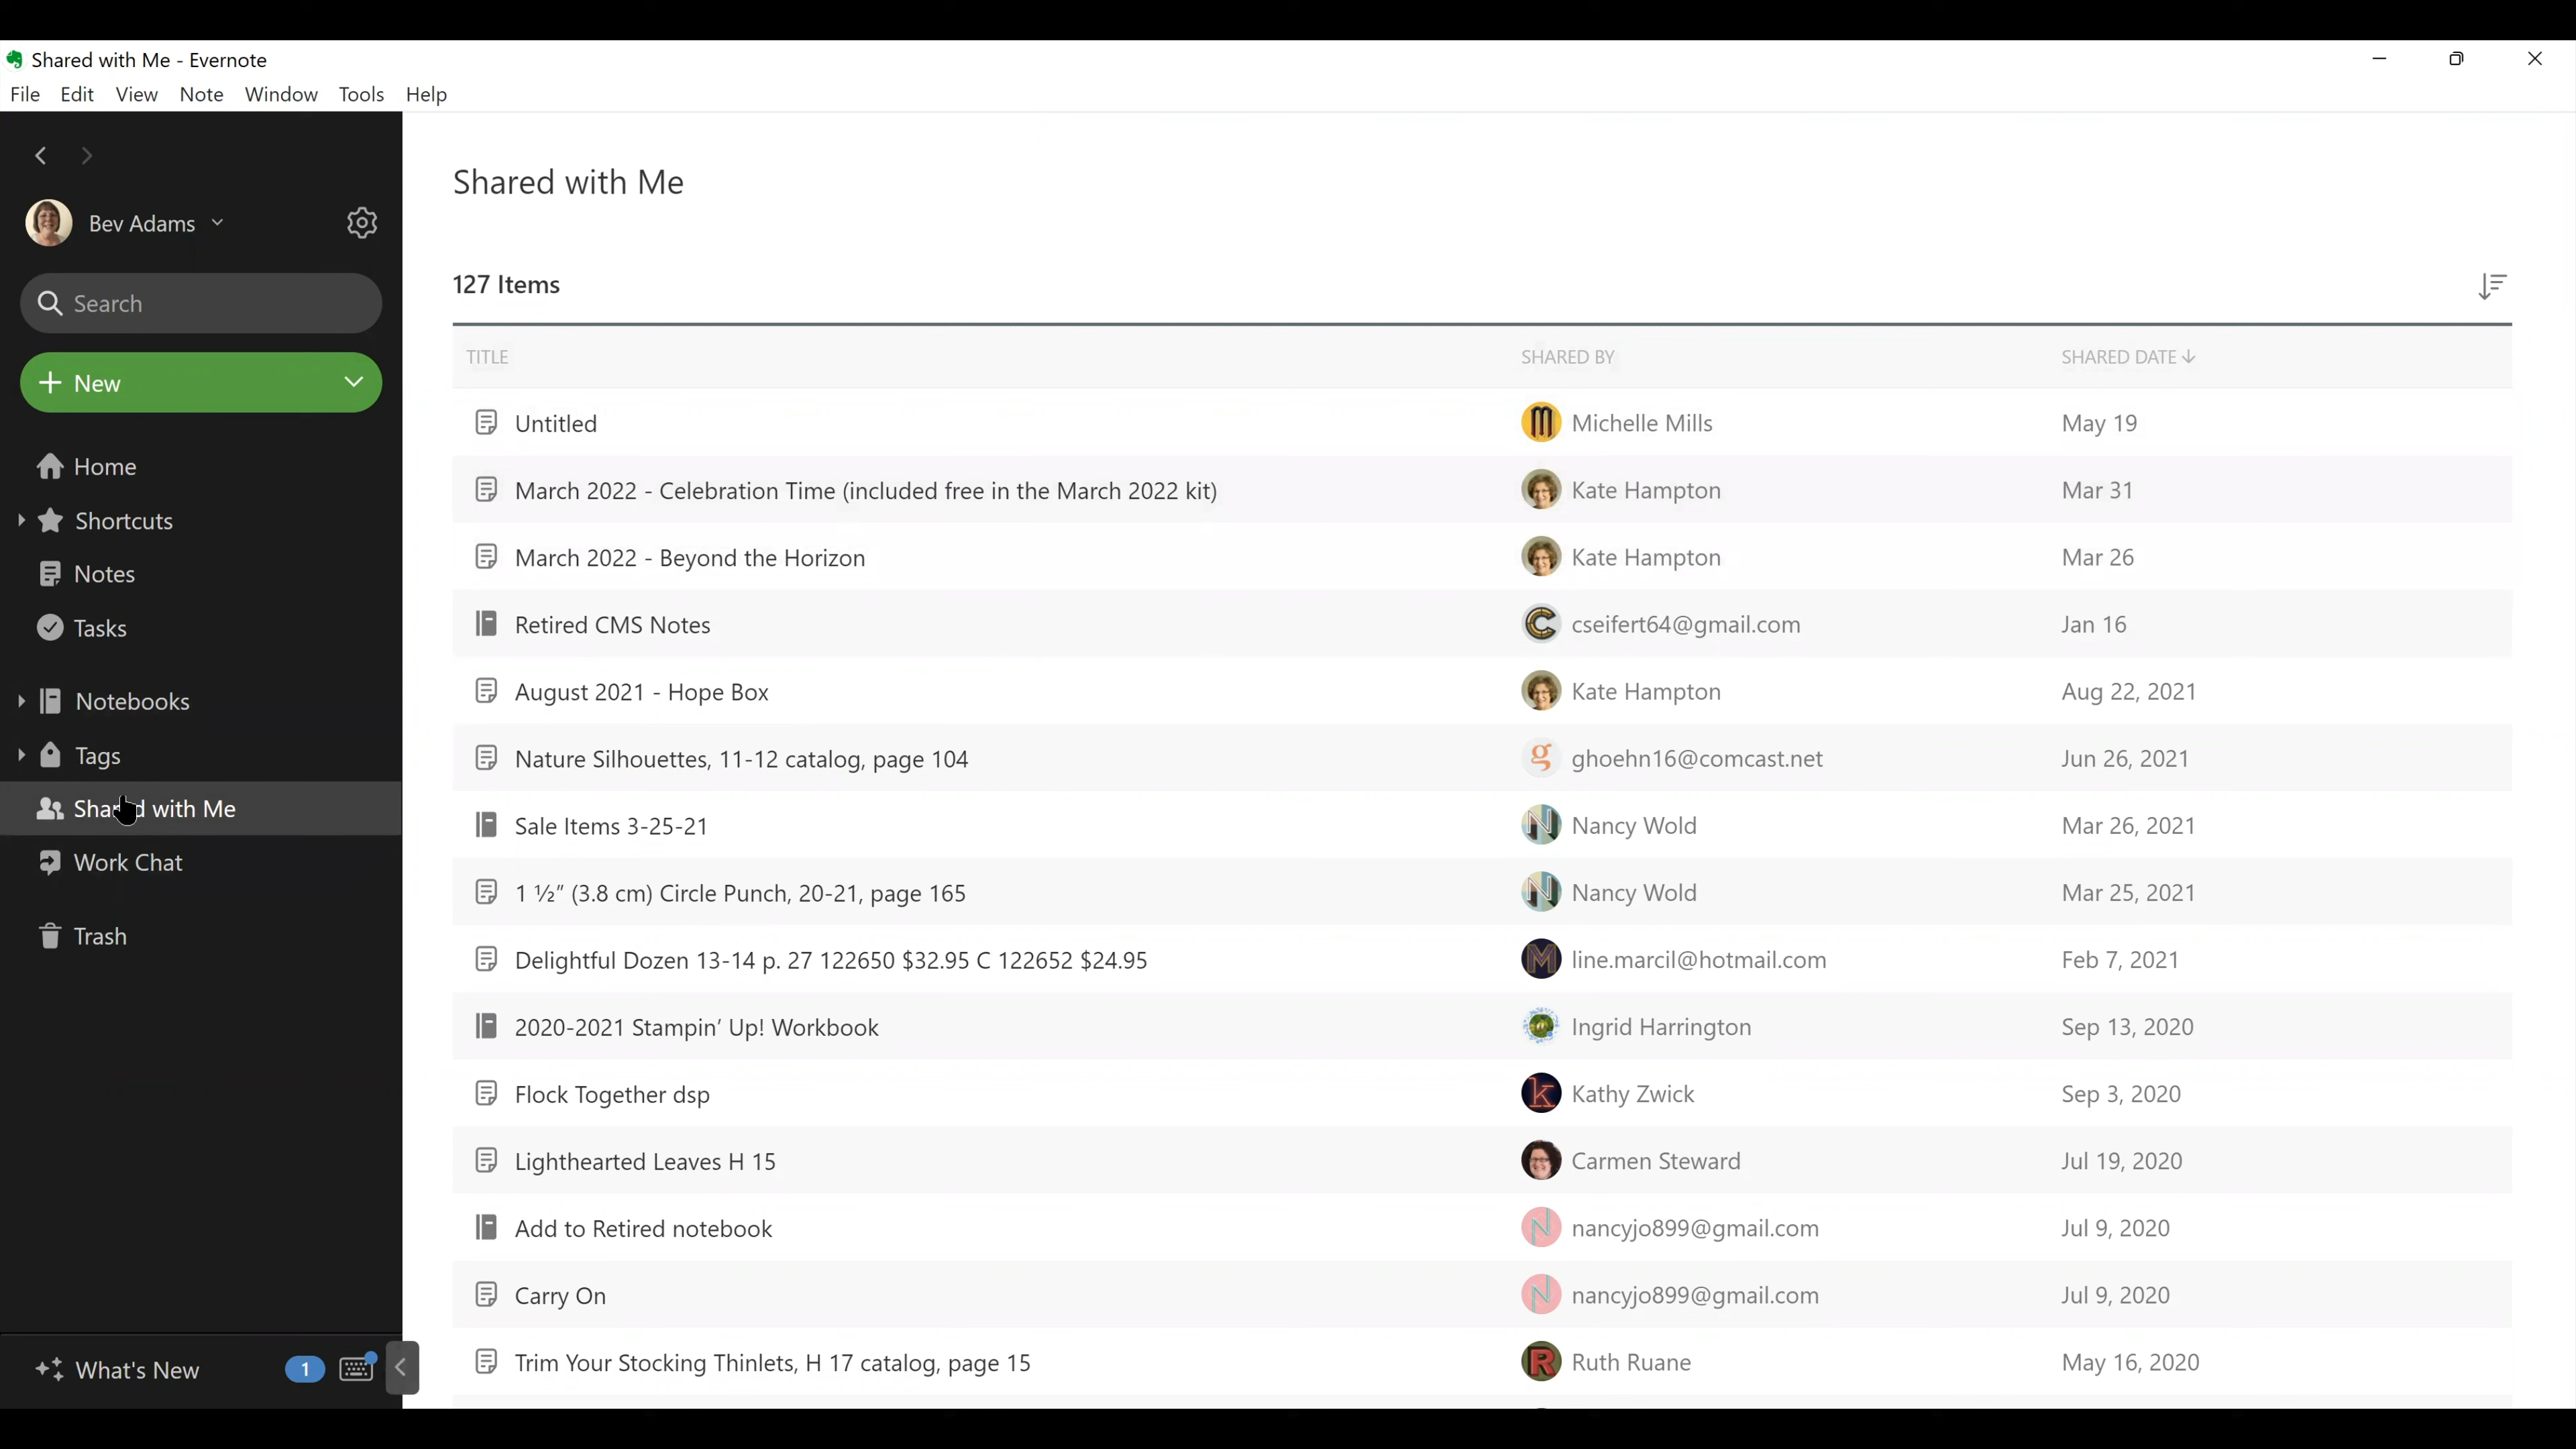 Shared with Me - Evernote
File Edit View Note Window Tools Help
Bev Adams
Search
New
Home
Shortcuts
Notes
Tasks
Notebooks
Tags
Shared with Me
Work Chat
Trash
What's New 1
Shared with Me
127 Items
TITLE SHARED BY SHARED DATE
Untitled Michelle Mills May 19
March 2022 - Celebration Time (included free in the March 2022 kit) Kate Hampton Mar 31
March 2022 - Beyond the Horizon Kate Hampton Mar 26
Retired CMS Notes cseifert64@gmail.com Jan 16
August 2021 - Hope Box Kate Hampton Aug 22, 2021
Nature Silhouettes, 11-12 catalog, page 104 ghoehn16@comcast.net Jun 26, 2021
Sale Items 3-25-21 Nancy Wold Mar 26, 2021
1 ½” (3.8 cm) Circle Punch, 20-21, page 165 Nancy Wold Mar 25, 2021
Delightful Dozen 13-14 p. 27 122650 $32.95 C 122652 $24.95 line.marcil@hotmail.com Feb 7, 2021
2020-2021 Stampin’ Up! Workbook Ingrid Harrington Sep 13, 2020
Flock Together dsp Kathy Zwick Sep 3, 2020
Lighthearted Leaves H 15 Carmen Steward Jul 19, 2020
Add to Retired notebook nancyjo899@gmail.com Jul 9, 2020
Carry On nancyjo899@gmail.com Jul 9, 2020
Trim Your Stocking Thinlets, H 17 catalog, page 15 Ruth Ruane May 16, 2020